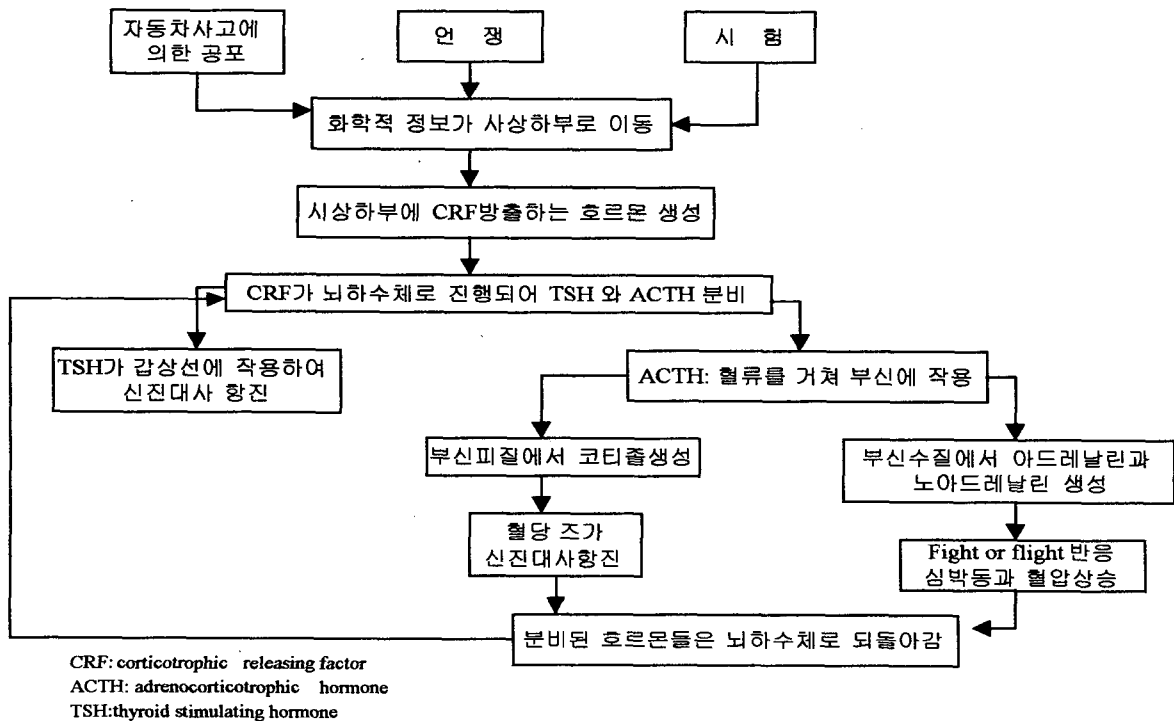 자동차사고에
의한 공포
언 쟁
시 험
화학적 정보가 사상하부로 이동
시상하부에 CRF방출하는 호르몬 생성
CRF가 뇌하수체로 진행되어 TSH 와 ACTH 분비
TSH가 갑상선에 작용하여
신진대사 항진
ACTH: 혈류를 거쳐 부신에 작용
부신피질에서 코티졸생성
부신수질에서 아드레날린과
노아드레날린 생성
혈당 즈가
신진대사항진
Fight or flight 반응
심박동과 혈압상승
분비된 호르몬들은 뇌하수체로 되돌아감
CRF: corticotrophic releasing factor
ACTH: adrenocorticotrophic hormone
TSH:thyroid stimulating hormone